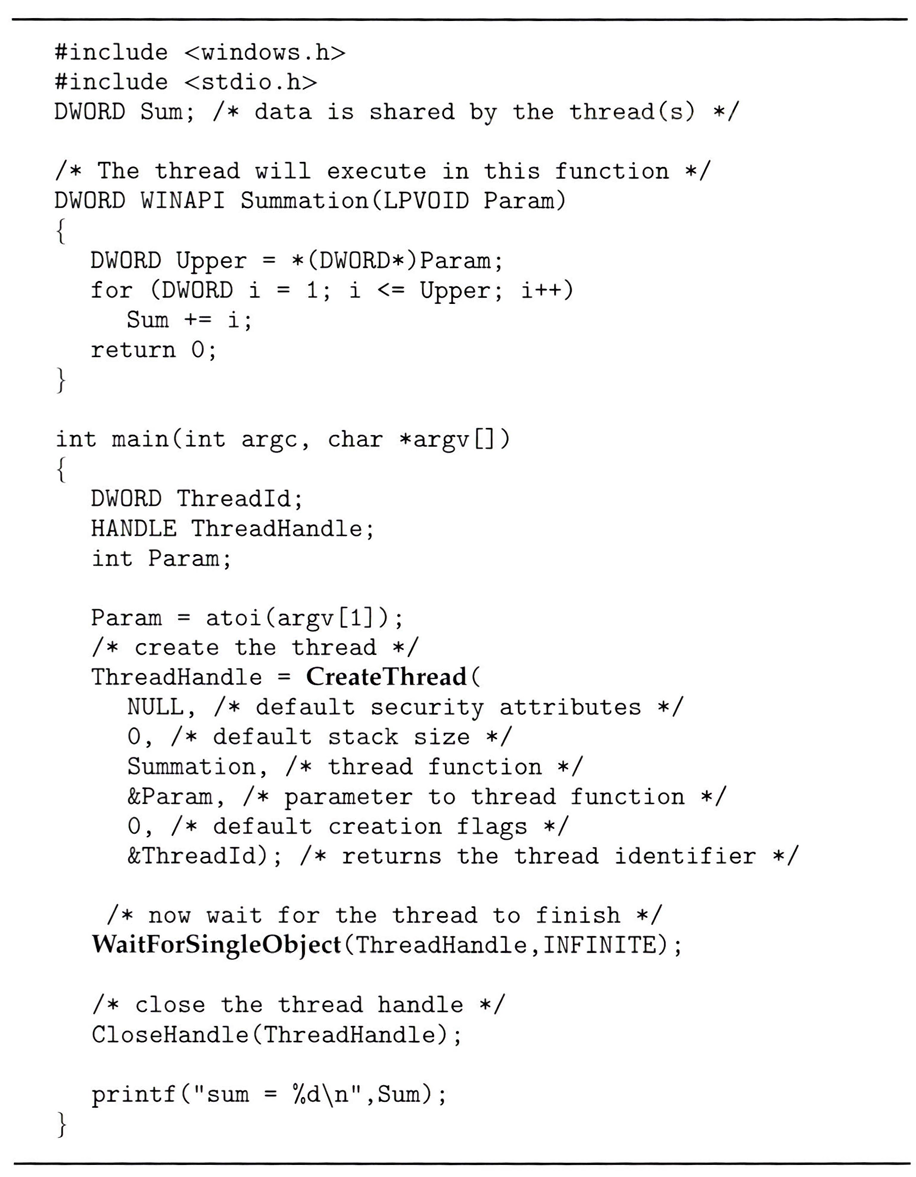 #include <windows.h>
#include <stdio.h>
DWORD Sum; /* data is shared by the thread(s) */
/* The thread will execute in this function */
DWORD WINAPI Summation(LPVOID Param)
{
DWORD Upper = *(DWORD*)Param;
for (DWORD i = 1; i <= Upper; i++)
Sum += i;
return 0;
}
int main(int argc, char *argv[])
{
DWORD ThreadId;
HANDLE ThreadHandle;
int Param;
Param = atoi(argv[1]);
/* create the thread */
ThreadHandle = CreateThread(
NULL, /* default security attributes */
0, /* default stack size */
Summation, /* thread function */
&Param, /* parameter to thread function */
0, /* default creation flags */
&ThreadId); /* returns the thread identifier */
/* now wait for the thread to finish */
WaitForSingleObject(ThreadHandle,INFINITE);
/* close the thread handle */
CloseHandle(ThreadHandle);
printf("sum = %d\n",Sum);
}